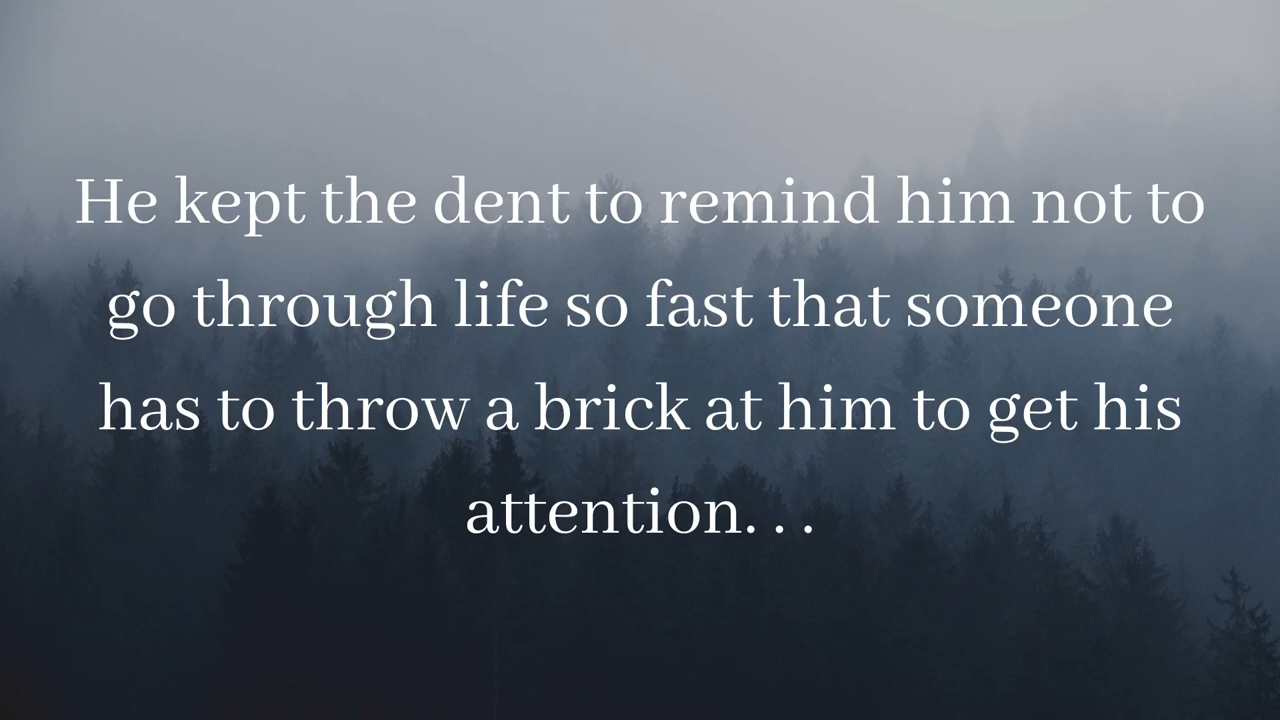 He kept the dent to remind him not to
go through life so fast that someone
has to throw a brick at him to get his
attention. . .